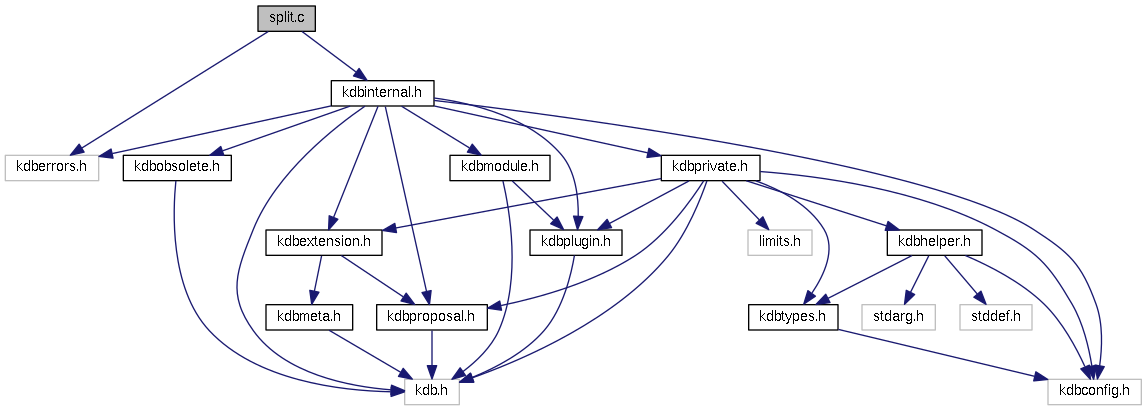 split.c
kdbinternal.h
kdberrors.h
kdbobsolete.h
kdbmodule.h
kdbprivate.h
kdbextension.h
kdbplugin.h
limits.h
kdbhelper.h
kdbmeta.h
kdbproposal.h
kdbtypes.h
stdarg.h
stddef.h
kdb.h
kdbconfig.h